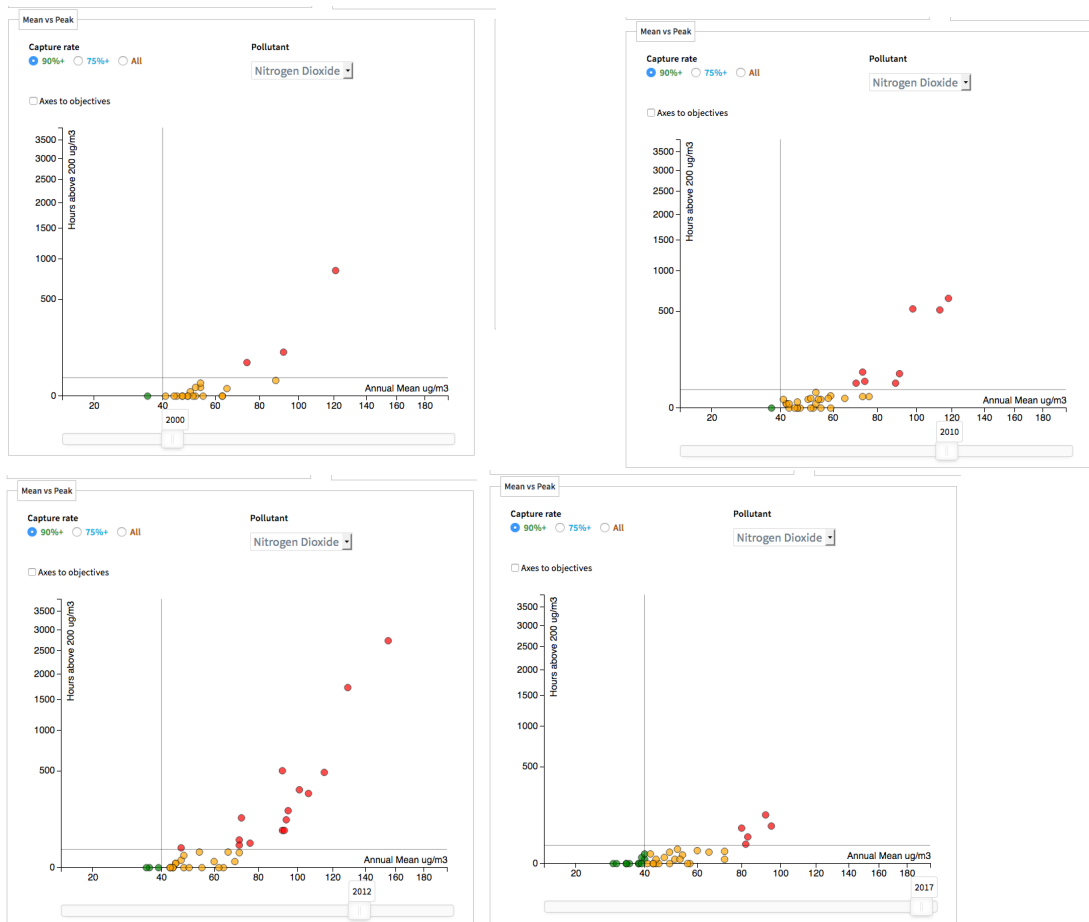 Mean vs Peak
Capture rate Pollutant
90%+ 75%+ All Nitrogen Dioxide
Axes to objectives
Hours above 200 ug/m3
3500
3000
2500
2000
1500
1000
500
0
Annual Mean ug/m3
20 40 60 80 100 120 140 160 180
2000
Mean vs Peak
Capture rate Pollutant
90%+ 75%+ All Nitrogen Dioxide
Axes to objectives
Hours above 200 ug/m3
3500
3000
2500
2000
1500
1000
500
0
Annual Mean ug/m3
20 40 60 80 100 120 140 160 180
2010
Mean vs Peak
Capture rate Pollutant
90%+ 75%+ All Nitrogen Dioxide
Axes to objectives
Hours above 200 ug/m3
3500
3000
2500
2000
1500
1000
500
0
Annual Mean ug/m3
20 40 60 80 100 120 140 160 180
2012
Mean vs Peak
Capture rate Pollutant
90%+ 75%+ All Nitrogen Dioxide
Axes to objectives
Hours above 200 ug/m3
3500
3000
2500
2000
1500
1000
500
0
Annual Mean ug/m3
20 40 60 80 100 120 140 160 180
2017